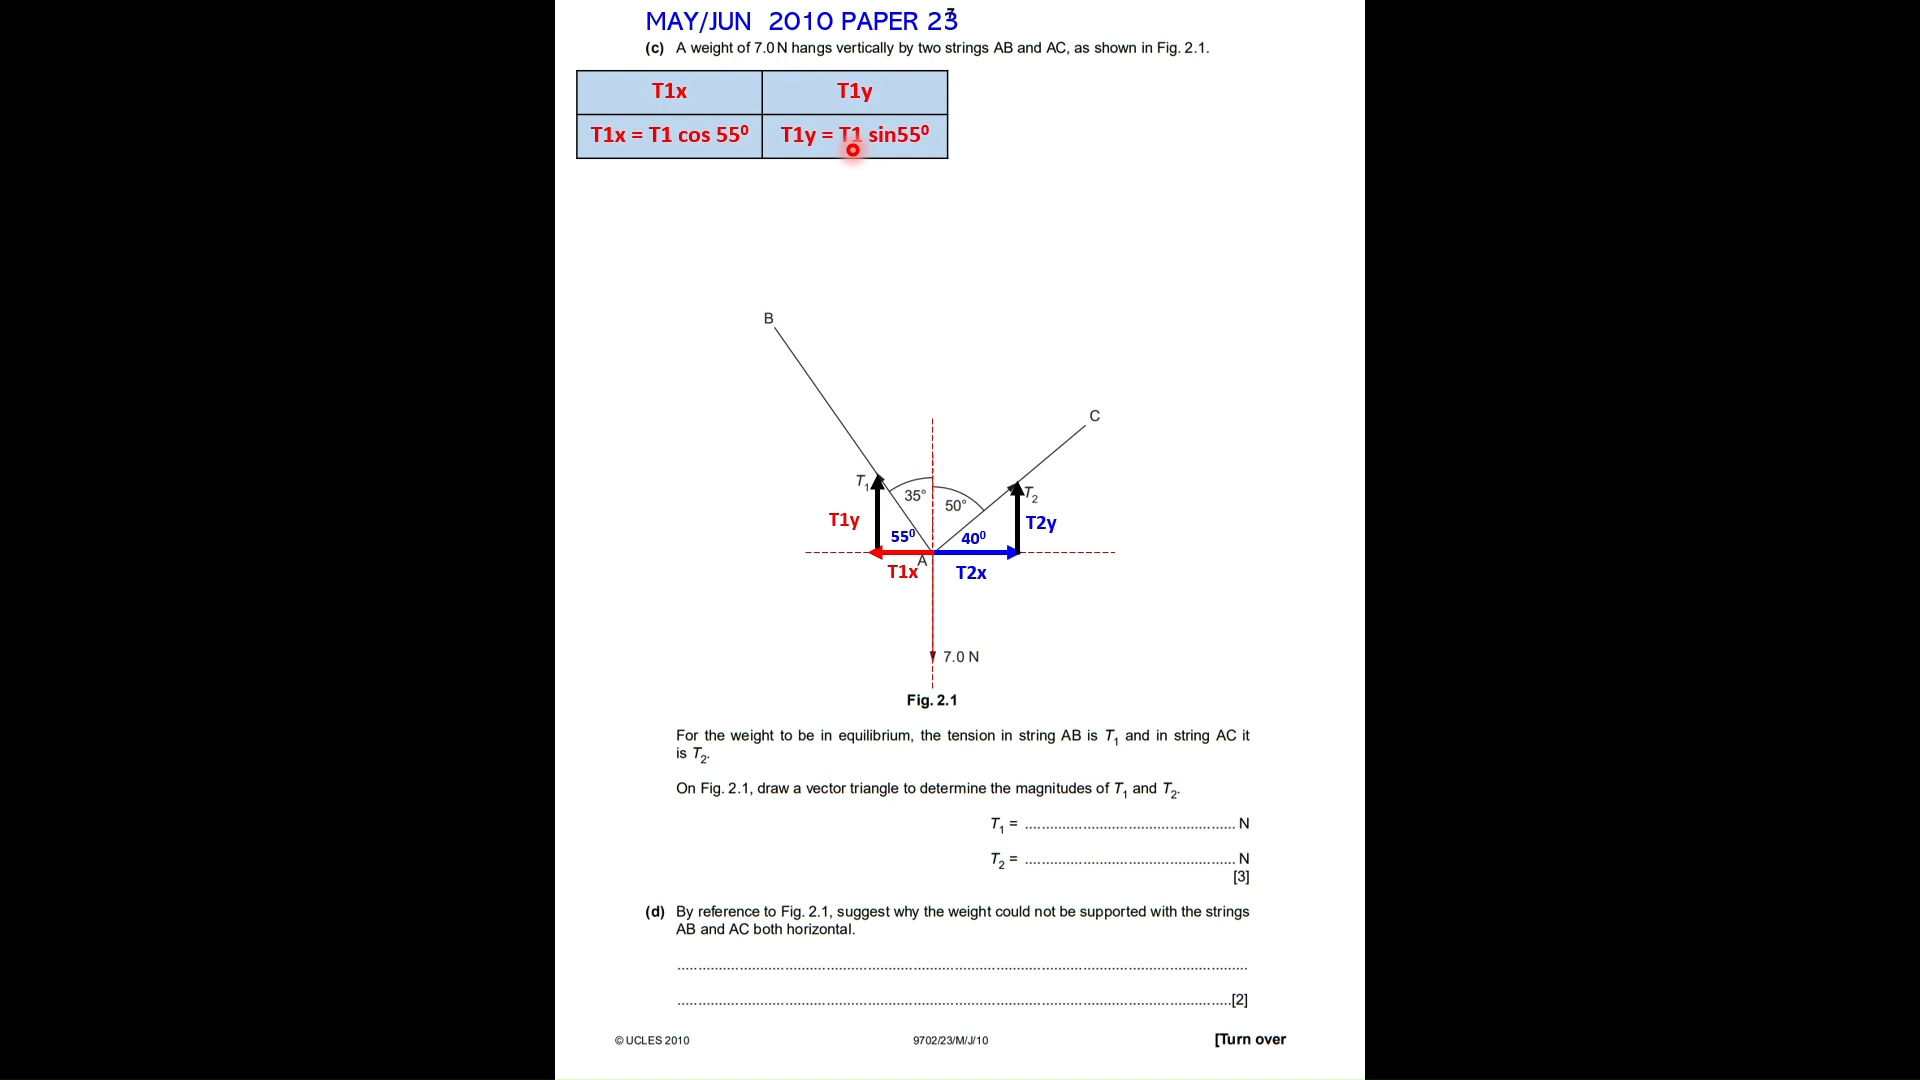 MAY/JUN 2010 PAPER 23
7
(c) A weight of 7.0 N hangs vertically by two strings AB and AC, as shown in Fig. 2.1.
T1x T1y
T1x = T1 cos 55⁰ T1y = T1 sin55⁰
B
C
T₁
35°
50°
T₂
T1y
55⁰
40⁰
T2y
A
T1x
T2x
7.0 N
Fig. 2.1
For the weight to be in equilibrium, the tension in string AB is T₁ and in string AC it
is T₂.
On Fig. 2.1, draw a vector triangle to determine the magnitudes of T₁ and T₂.
T₁ = .................................................. N
T₂ = .................................................. N
[3]
(d) By reference to Fig. 2.1, suggest why the weight could not be supported with the strings
AB and AC both horizontal.
..........................................................................................................................................
.....................................................................................................................................[2]
© UCLES 2010 9702/23/M/J/10 [Turn over